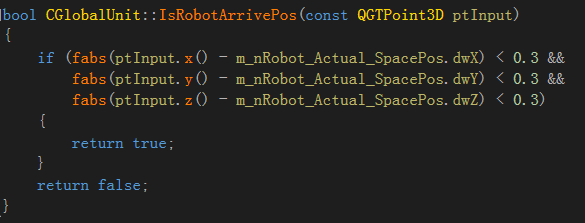 bool CGlobalUnit::IsRobotArrivePos(const QGTPoint3D ptInput)
{
    if (fabs(ptInput.x() - m_nRobot_Actual_SpacePos.dwX) < 0.3 &&
        fabs(ptInput.y() - m_nRobot_Actual_SpacePos.dwY) < 0.3 &&
        fabs(ptInput.z() - m_nRobot_Actual_SpacePos.dwZ) < 0.3)
    {
        return true;
    }
    return false;
}